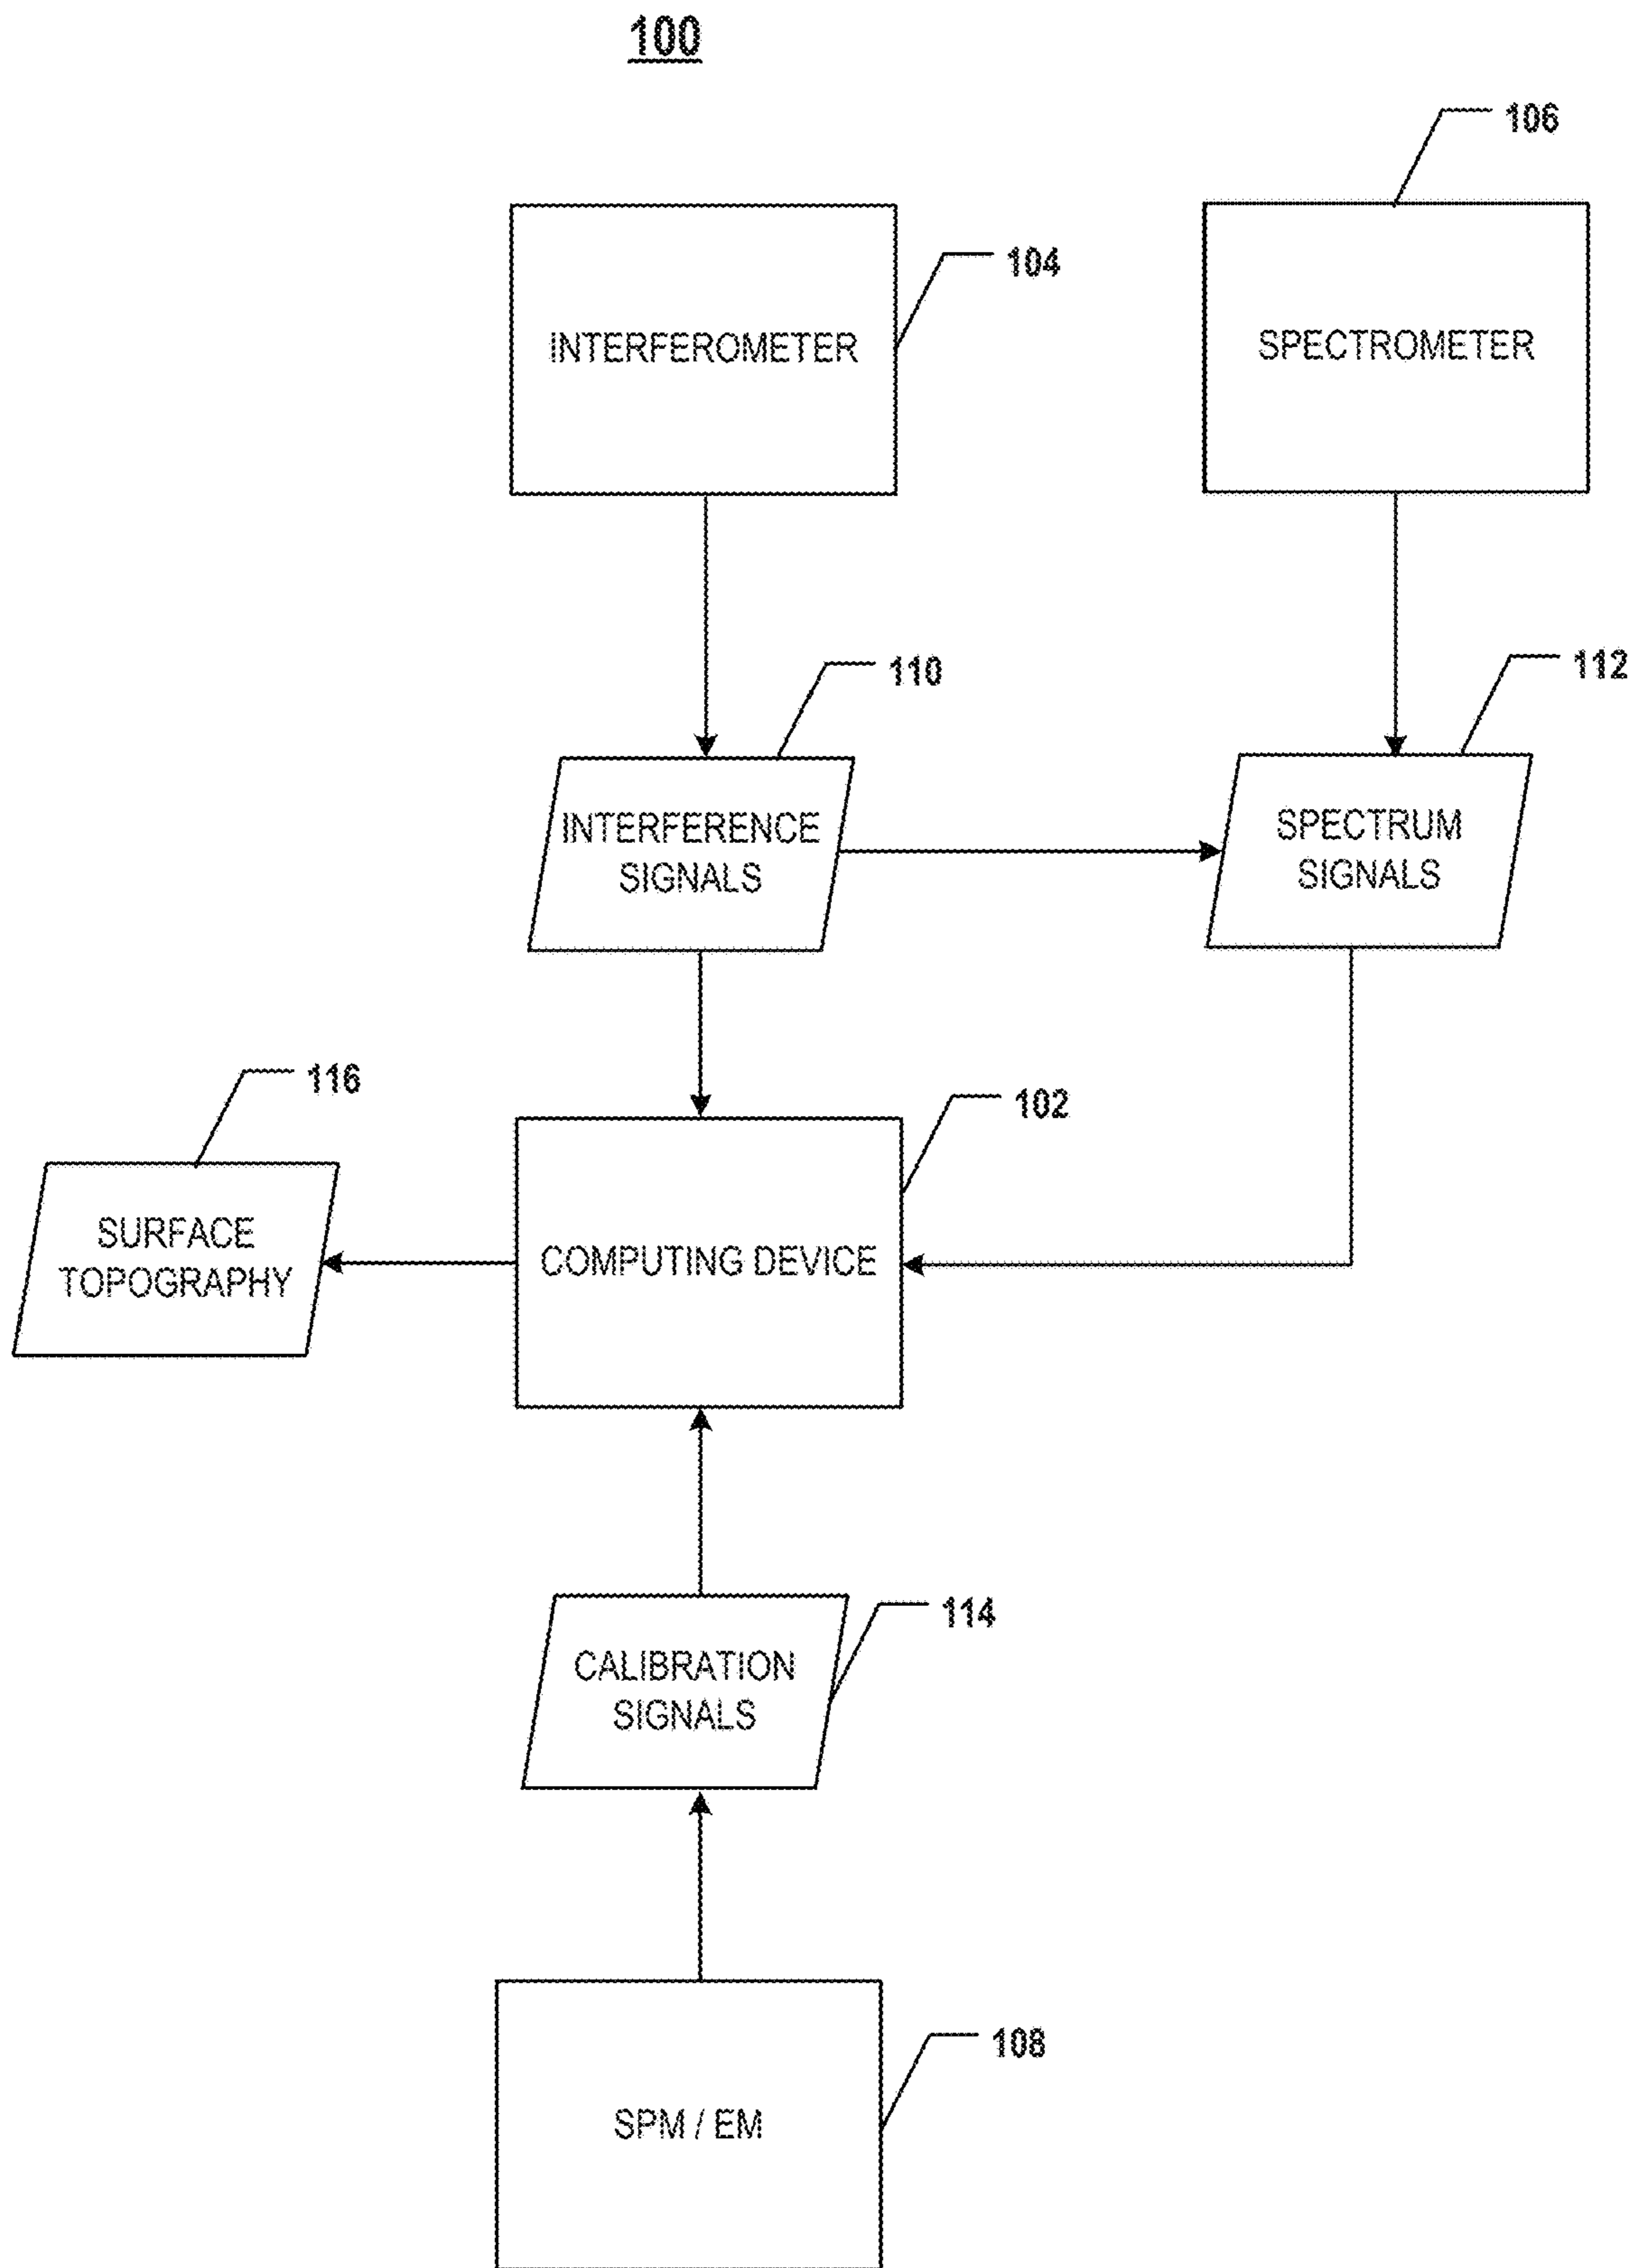 100
106
104
INTERFEROMETER
SPECTROMETER
110
112
INTERFERENCE
SIGNALS
SPECTRUM
SIGNALS
116
102
SURFACE
TOPOGRAPHY
COMPUTING DEVICE
114
CALIBRATION
SIGNALS
108
SPM / EM